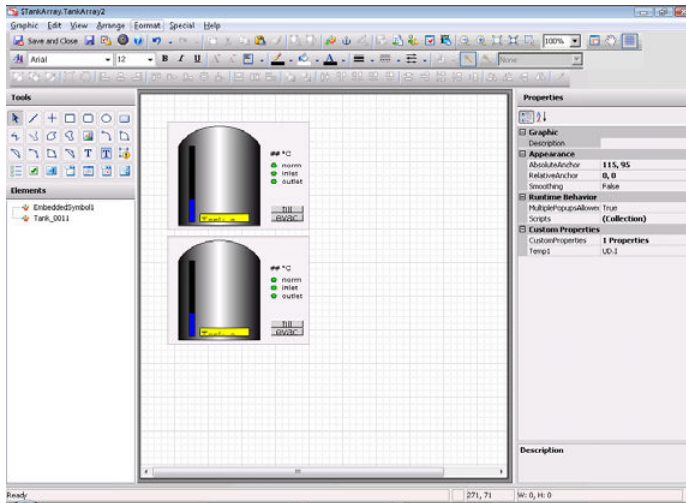 $TankArray.TankArray2
Graphic Edit View Arrange Format Special Help
Save and Close 100%
Arial 12 B I U None
Tools
Elements
EmbeddedSymbol1
Tank_0011
## °C
norm
inlet
outlet
fill
evac
## °C
norm
inlet
outlet
fill
evac
Properties
Graphic
Description
Appearance
AbsoluteAnchor 115, 95
RelativeAnchor 0, 0
Smoothing False
Runtime Behavior
MultiplePopupsAllowe True
Scripts (Collection)
Custom Properties
CustomProperties 1 Properties
Temp1 UD.I
Description
Ready 271, 71 W: 0, H: 0